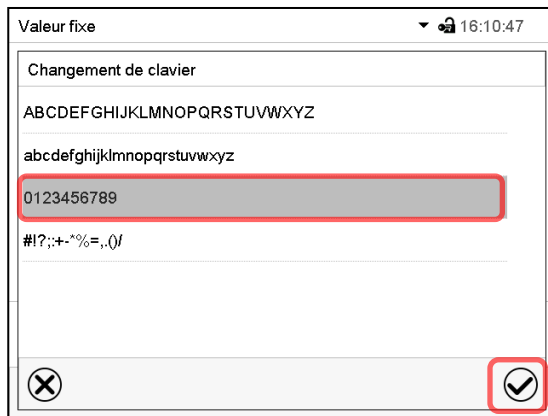 Valeur fixe 16:10:47
Changement de clavier
ABCDEFGHIJKLMNOPQRSTUVWXYZ
abcdefghijklmnopqrstuvwxyz
0123456789
#!?;:+-*%=,.()/